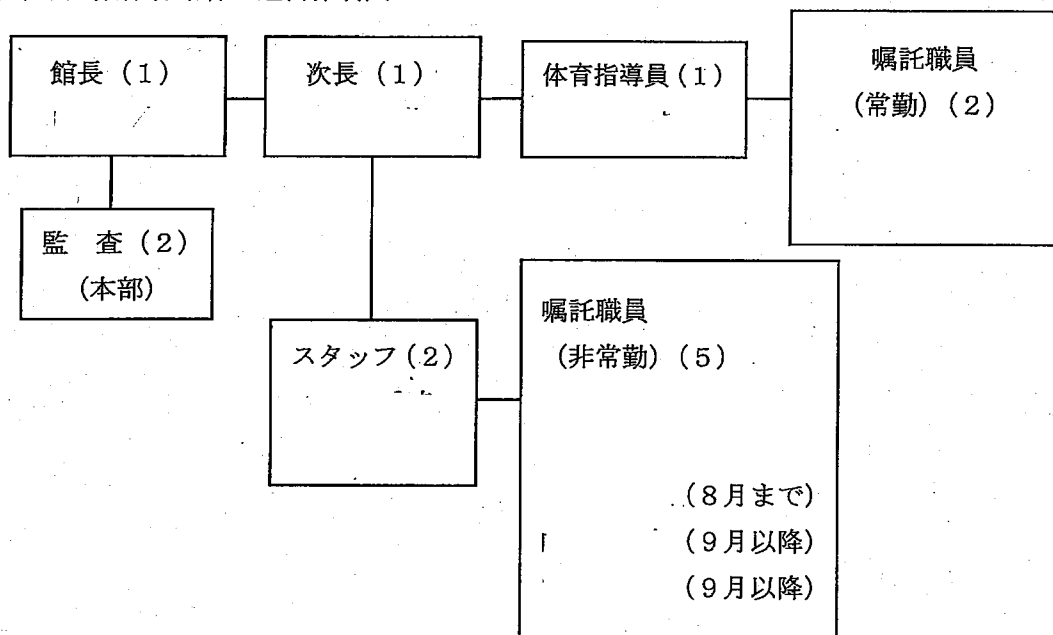 館長（１）
次長（１）
体育指導員（１）
嘱託職員
（常勤）（２）
監　査（２）
（本部）
スタッフ（２）
嘱託職員
（非常勤）（５）
（８月まで）
（９月以降）
（９月以降）